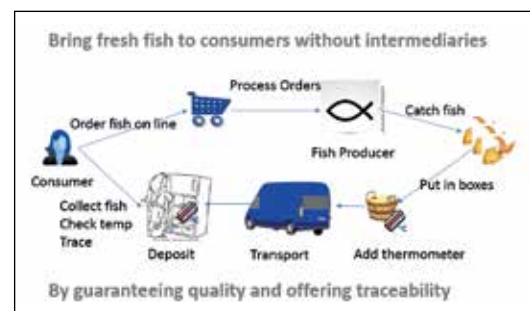 Bring fresh fish to consumers without intermediaries
Process Orders
Order fish on line
Catch fish
Fish Producer
Consumer
Put in boxes
Collect fish
Check temp
Trace
Deposit
Transport
Add thermometer
By guaranteeing quality and offering traceability